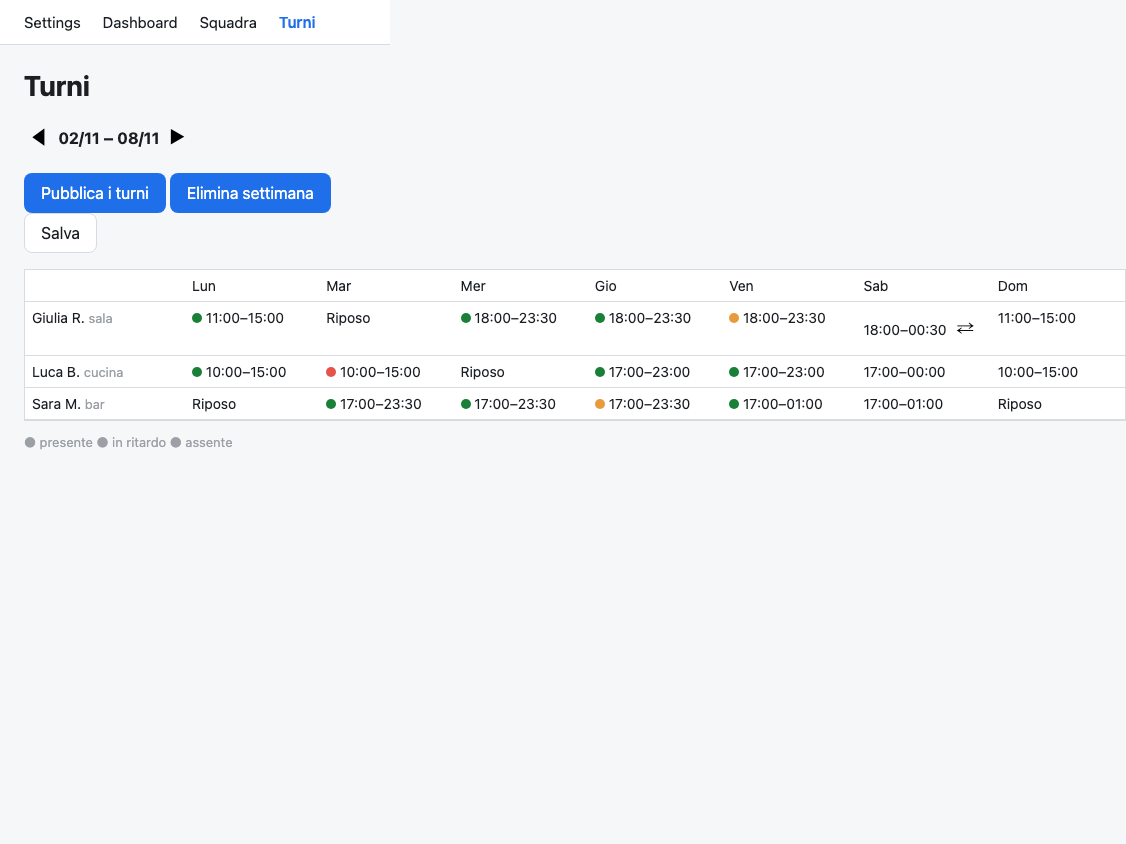 Settings Dashboard Squadra Turni
Turni
◀ 02/11 – 08/11 ▶
Pubblica i turni Elimina settimana
Salva
Lun Mar Mer Gio Ven Sab Dom
Giulia R. sala 11:00–15:00 Riposo 18:00–23:30 18:00–23:30 18:00–23:30 18:00–00:30 ⇄ 11:00–15:00
Luca B. cucina 10:00–15:00 10:00–15:00 Riposo 17:00–23:00 17:00–23:00 17:00–00:00 10:00–15:00
Sara M. bar Riposo 17:00–23:30 17:00–23:30 17:00–23:30 17:00–01:00 17:00–01:00 Riposo
presente in ritardo assente